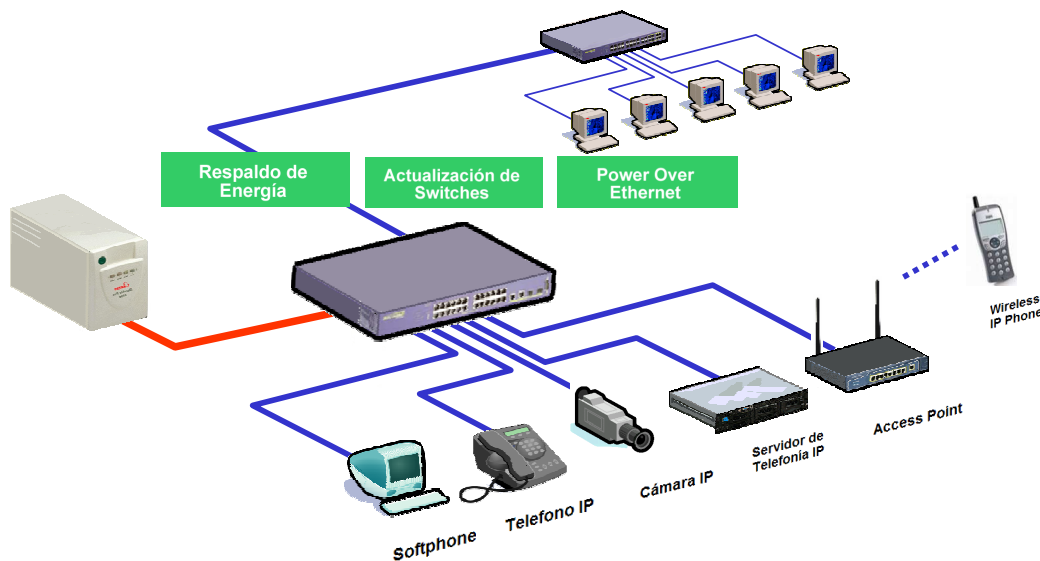 Respaldo de
Energía
Actualización de
Switches
Power Over
Ethernet
Wireless
IP Phone
Access Point
Servidor de
Telefonía IP
Cámara IP
Telefono IP
Softphone